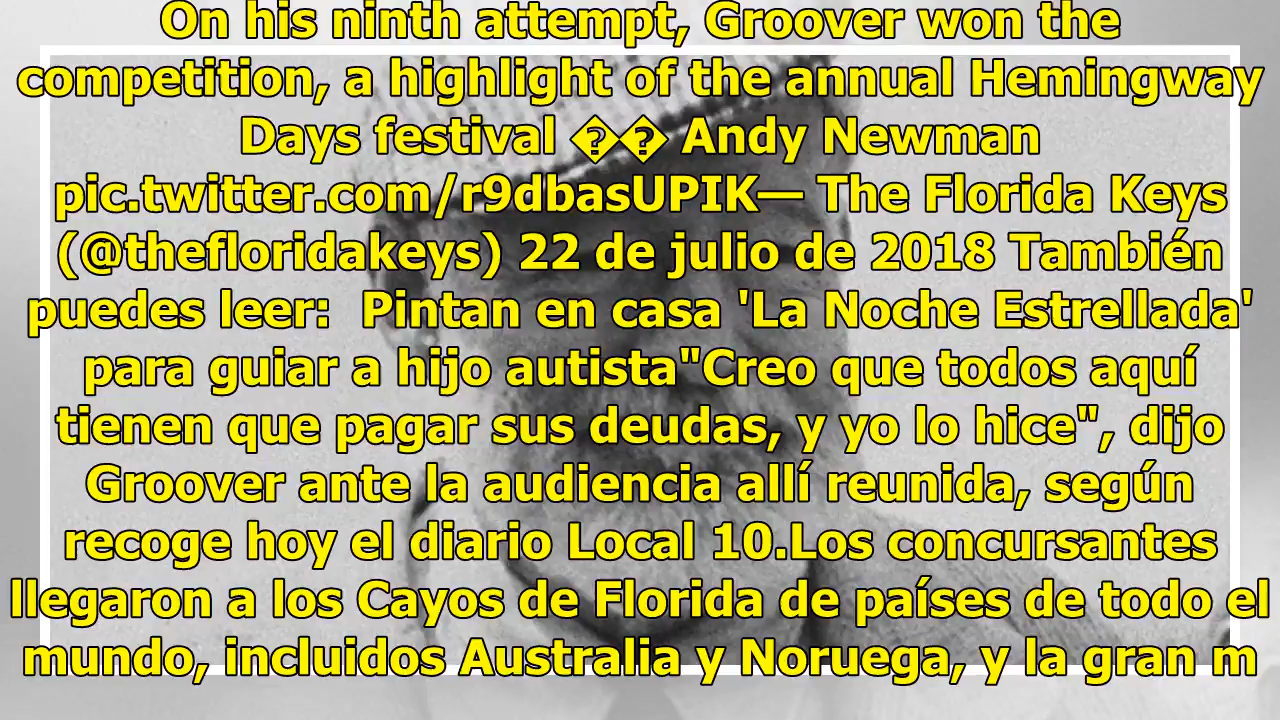 On his ninth attempt, Groover won the
competition, a highlight of the annual Hemingway
Days festival �� Andy Newman
pic.twitter.com/r9dbasUPIK— The Florida Keys
(@thefloridakeys) 22 de julio de 2018 También
puedes leer:  Pintan en casa 'La Noche Estrellada'
para guiar a hijo autista"Creo que todos aquí
tienen que pagar sus deudas, y yo lo hice", dijo
Groover ante la audiencia allí reunida, según
recoge hoy el diario Local 10.Los concursantes
llegaron a los Cayos de Florida de países de todo el
mundo, incluidos Australia y Noruega, y la gran m